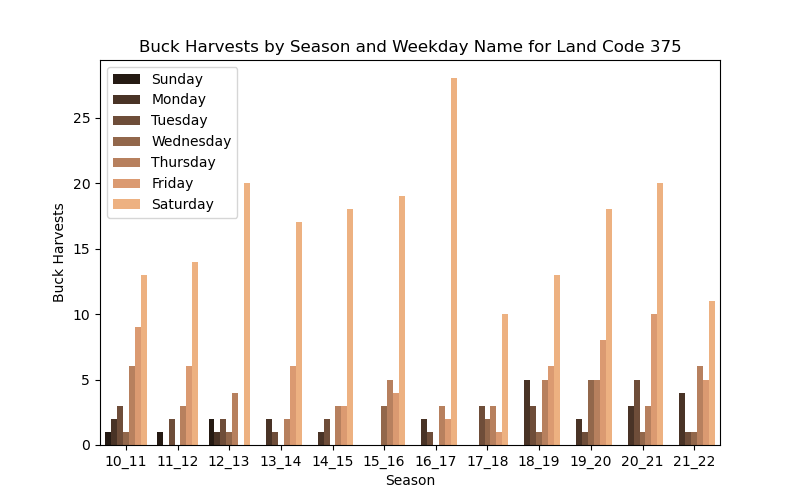 Buck Harvests by Season and Weekday Name for Land Code 375
Sunday
Monday
Tuesday
Wednesday
Thursday
Friday
Saturday
Buck Harvests
25
20
15
10
5
0
10_11 11_12 12_13 13_14 14_15 15_16 16_17 17_18 18_19 19_20 20_21 21_22
Season